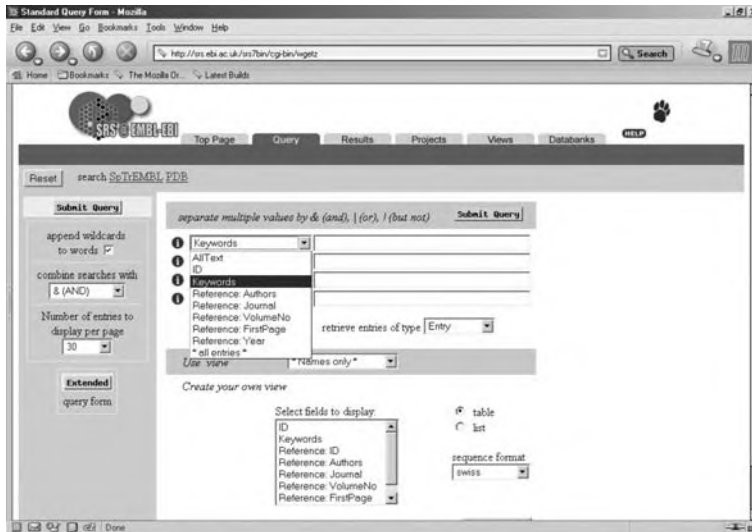 Standard Query Form - Mozilla
File Edit View Go Bookmarks Tools Window Help
http://srs.ebi.ac.uk/srs7bin/cgi-bin/wgetz Search
Home Bookmarks The Mozilla Or... Latest Builds
SRS@EMBL-EBI
Top Page Query Results Projects Views Databanks HELP
Reset search SpTrEMBL PDB
Submit Query
append wildcards
to words
combine searches with
& (AND)
Number of entries to
display per page
30
Extended
query form
separate multiple values by & (and), | (or), ! (but not) Submit Query
Keywords
AllText
ID
Keywords
Reference: Authors
Reference: Journal
Reference: VolumeNo
Reference: FirstPage
Reference: Year
* all entries *
retrieve entries of type Entry
Use view * Names only *
Create your own view
Select fields to display:
ID
Keywords
Reference: ID
Reference: Authors
Reference: Journal
Reference: VolumeNo
Reference: FirstPage
table
list
sequence format
swiss
Done